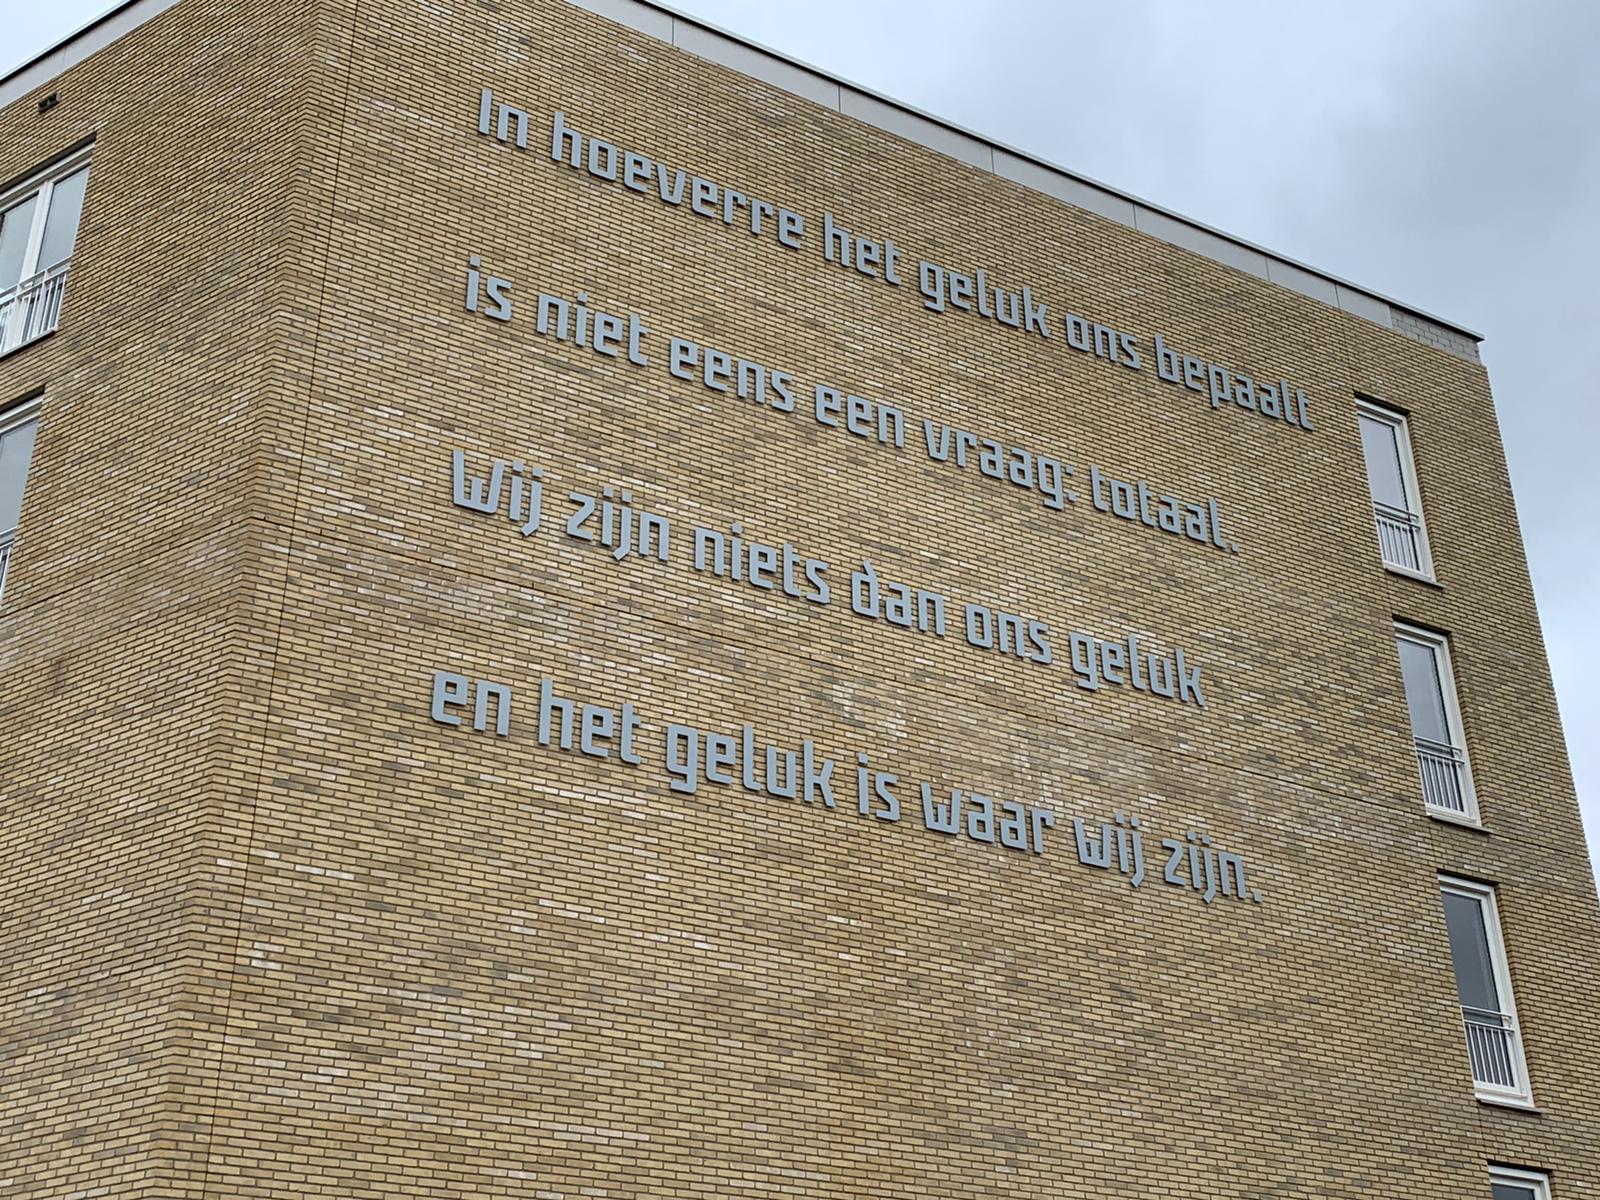 In hoeverre het geluk ons bepaalt
is niet eens een vraag: totaal.
Wij zijn niets dan ons geluk
en het geluk is waar wij zijn.